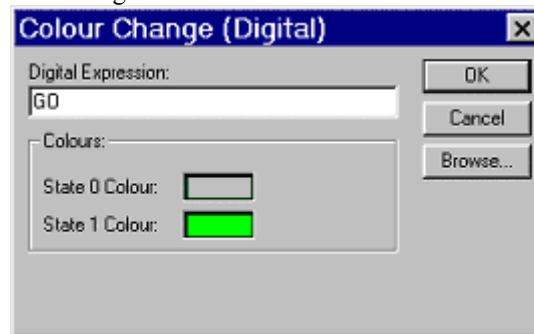 Colour Change (Digital)
Digital Expression:
GO
OK
Cancel
Browse...
Colours:
State 0 Colour:
State 1 Colour: